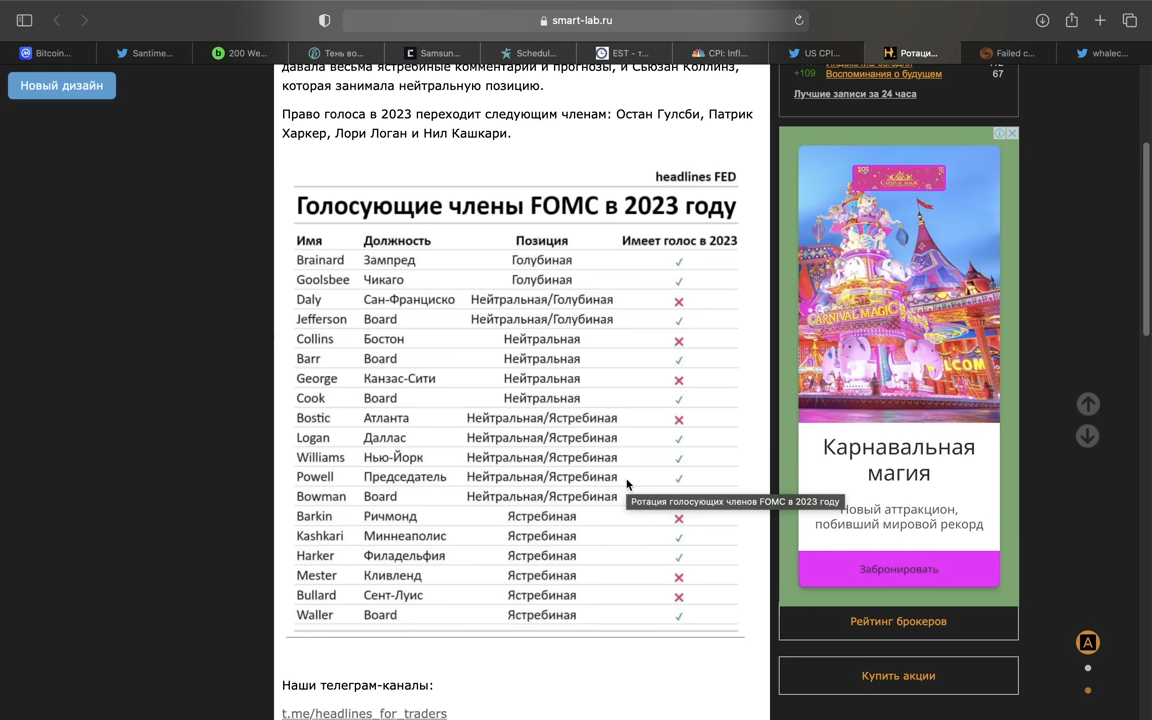 smart-lab.ru
Bitcoin...
Santime...
200 We...
Тень во...
Samsun...
Schedul...
EST - т...
CPI: Infl...
US CPI...
Ротаци...
Failed c...
whalec...
Новый дизайн
давала весьма ястребиные комментарии и прогнозы, и Сьюзан Коллинз,
которая занимала нейтральную позицию.
Право голоса в 2023 переходит следующим членам: Остан Гулсби, Патрик
Харкер, Лори Логан и Нил Кашкари.
headlines FED
Голосующие члены FOMC в 2023 году
Имя Должность Позиция Имеет голос в 2023
Brainard Зампред Голубиная ✓
Goolsbee Чикаго Голубиная ✓
Daly Сан-Франциско Нейтральная/Голубиная ×
Jefferson Board Нейтральная/Голубиная ✓
Collins Бостон Нейтральная ×
Barr Board Нейтральная ✓
George Канзас-Сити Нейтральная ×
Cook Board Нейтральная ✓
Bostic Атланта Нейтральная/Ястребиная ×
Logan Даллас Нейтральная/Ястребиная ✓
Williams Нью-Йорк Нейтральная/Ястребиная ✓
Powell Председатель Нейтральная/Ястребиная ✓
Bowman Board Нейтральная/Ястребиная
Barkin Ричмонд Ястребиная ×
Kashkari Миннеаполис Ястребиная ✓
Harker Филадельфия Ястребиная ✓
Mester Кливленд Ястребиная ×
Bullard Сент-Луис Ястребиная ×
Waller Board Ястребиная ✓
Ротация голосующих членов FOMC в 2023 году
Наши телеграм-каналы:
t.me/headlines_for_traders
+109 Воспоминания о будущем 67
Лучшие записи за 24 часа
CARNIVAL MAGIC
CARNIVAL MAGIC
Карнавальная
магия
Новый аттракцион,
побивший мировой рекорд
Забронировать
Рейтинг брокеров
Купить акции
A